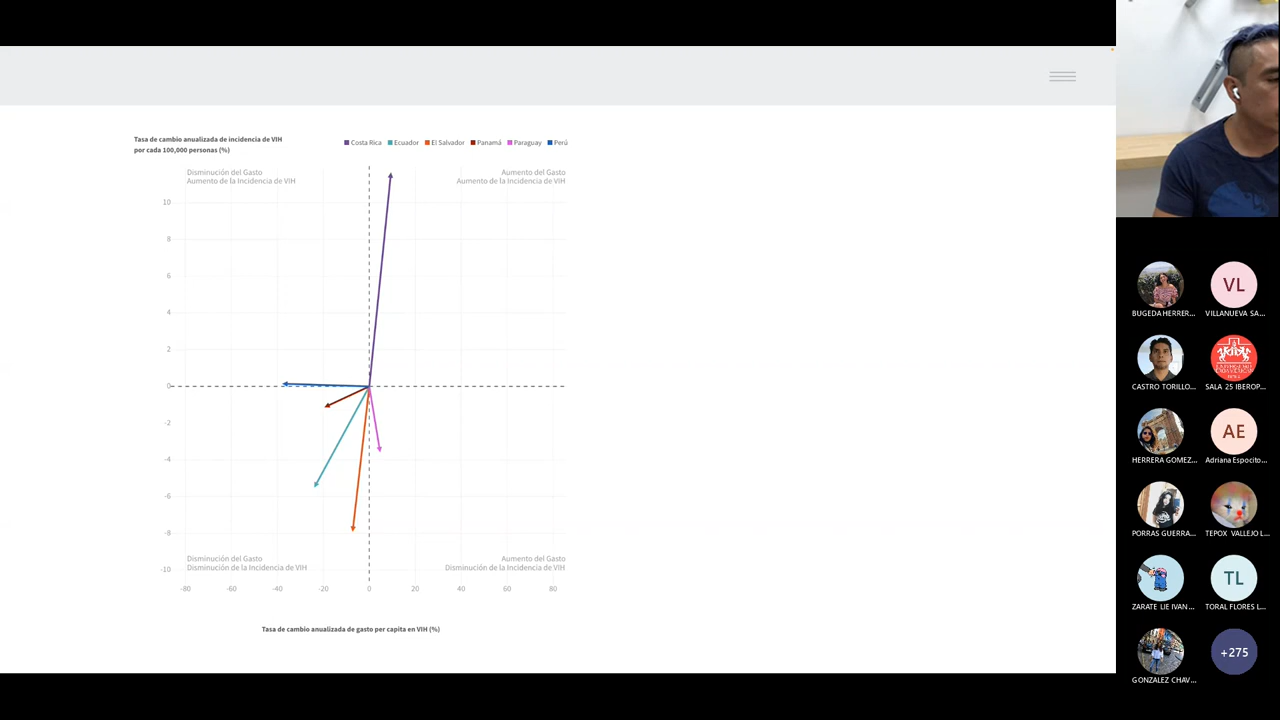 Tasa de cambio anualizada de incidencia de VIH
por cada 100,000 personas (%)
Costa Rica Ecuador El Salvador Panamá Paraguay Perú
Disminución del Gasto
Aumento de la Incidencia de VIH
Aumento del Gasto
Aumento de la Incidencia de VIH
10
8
6
4
2
0
-2
-4
-6
-8
-10
Disminución del Gasto
Disminución de la Incidencia de VIH
Aumento del Gasto
Disminución de la Incidencia de VIH
-80 -60 -40 -20 0 20 40 60 80
Tasa de cambio anualizada de gasto per capita en VIH (%)
VL
BUGEDA HERRER... VILLANUEVA SA...
CASTRO TORILLO... SALA 25 IBEROP...
AE
HERRERA GOMEZ... Adriana Espocito...
PORRAS GUERRA... TEPOX VALLEJO L...
TL
ZARATE LIE IVAN ... TORAL FLORES L...
+275
GONZALEZ CHAV...